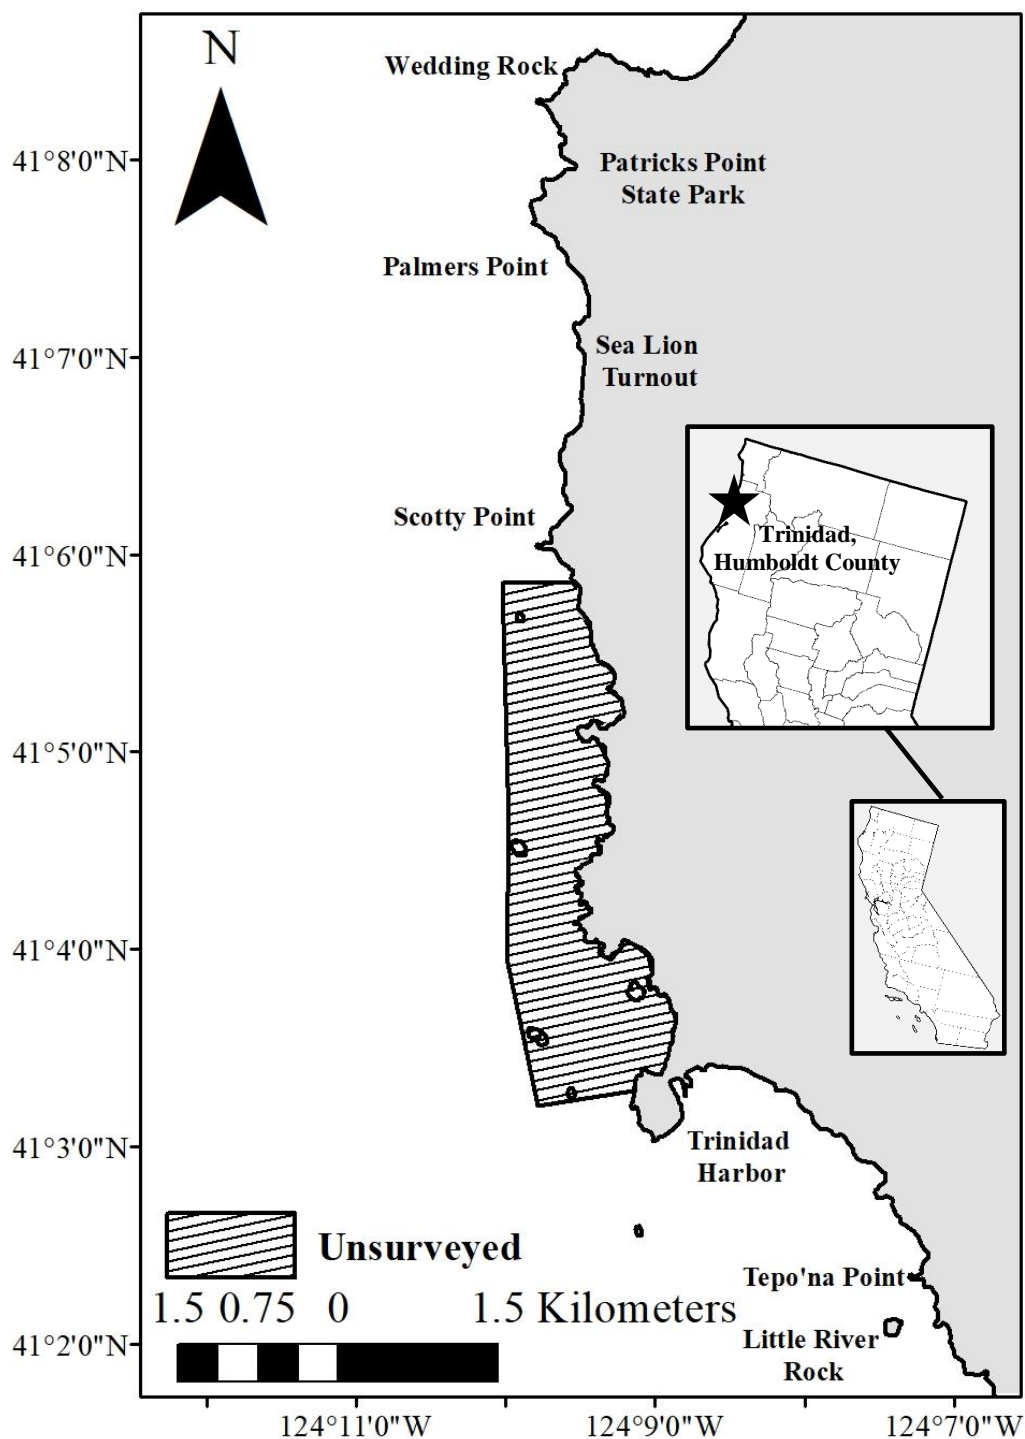 N
Wedding Rock
41°8'0"N
Patricks Point
State Park
Palmers Point
41°7'0"N
Sea Lion
Turnout
Scotty Point
41°6'0"N
Trinidad,
Humboldt County
41°5'0"N
41°4'0"N
41°3'0"N
Trinidad
Harbor
Unsurveyed
Tepo'na Point
1.5 0.75 0 1.5 Kilometers
41°2'0"N
Little River
Rock
124°11'0"W 124°9'0"W 124°7'0"W